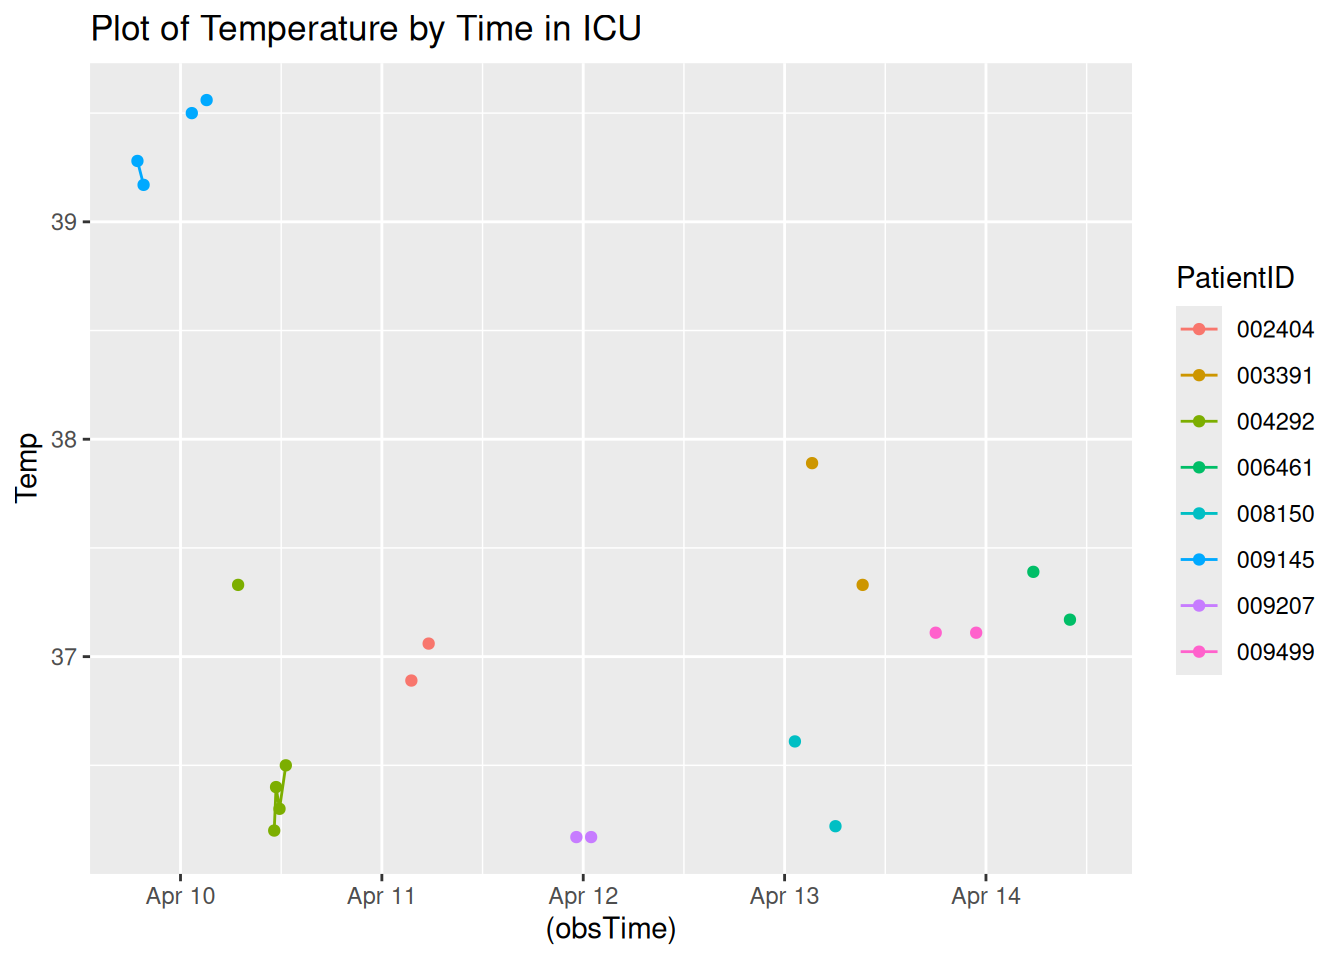 Plot of Temperature by Time in ICU
39
38
37
Temp
Apr 10
Apr 11
Apr 12
Apr 13
Apr 14
(obsTime)
PatientID
002404
003391
004292
006461
008150
009145
009207
009499